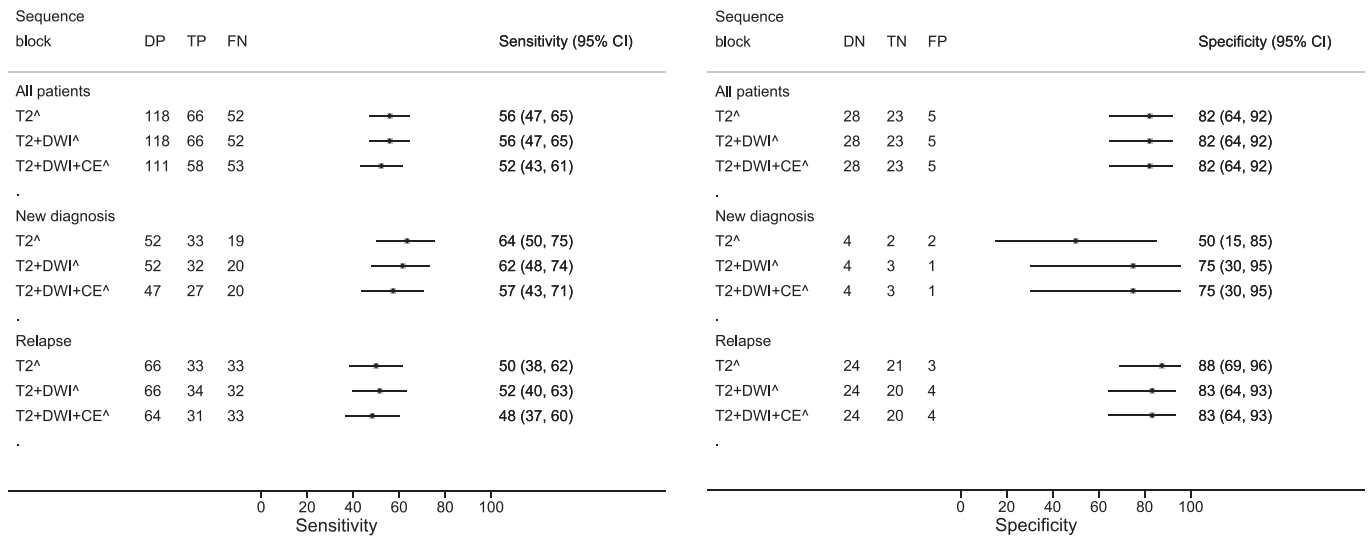 Sequence
block DP TP FN Sensitivity (95% CI)
All patients
T2^ 118 66 52 56 (47, 65)
T2+DWI^ 118 66 52 56 (47, 65)
T2+DWI+CE^ 111 58 53 52 (43, 61)
.
New diagnosis
T2^ 52 33 19 64 (50, 75)
T2+DWI^ 52 32 20 62 (48, 74)
T2+DWI+CE^ 47 27 20 57 (43, 71)
.
Relapse
T2^ 66 33 33 50 (38, 62)
T2+DWI^ 66 34 32 52 (40, 63)
T2+DWI+CE^ 64 31 33 48 (37, 60)
.
0 20 40 60 80 100
Sensitivity
Sequence
block DN TN FP Specificity (95% CI)
All patients
T2^ 28 23 5 82 (64, 92)
T2+DWI^ 28 23 5 82 (64, 92)
T2+DWI+CE^ 28 23 5 82 (64, 92)
.
New diagnosis
T2^ 4 2 2 50 (15, 85)
T2+DWI^ 4 3 1 75 (30, 95)
T2+DWI+CE^ 4 3 1 75 (30, 95)
.
Relapse
T2^ 24 21 3 88 (69, 96)
T2+DWI^ 24 20 4 83 (64, 93)
T2+DWI+CE^ 24 20 4 83 (64, 93)
.
0 20 40 60 80 100
Specificity